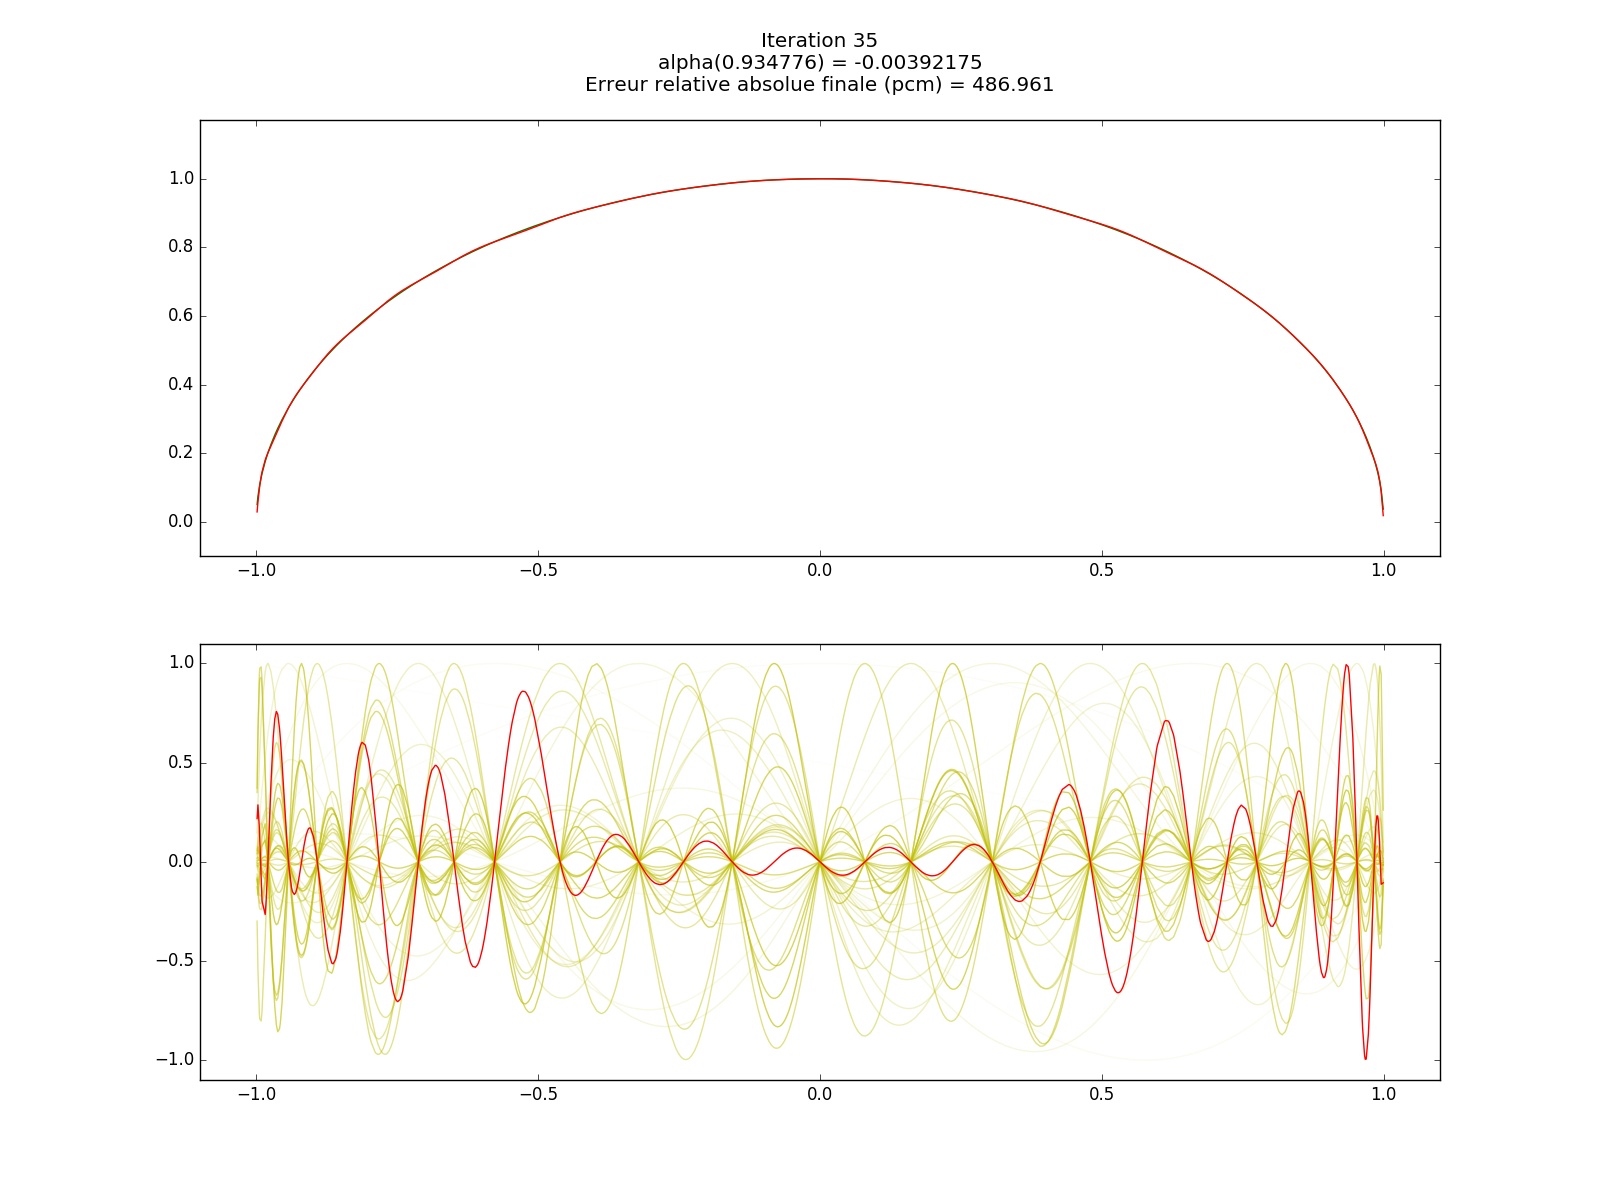 Iteration 35
alpha(0.934776) = -0.00392175
Erreur relative absolue finale (pcm) = 486.961
1.0
0.8
0.6
0.4
0.2
0.0
−1.0 −0.5 0.0 0.5 1.0
1.0
0.5
0.0
−0.5
−1.0
−1.0 −0.5 0.0 0.5 1.0